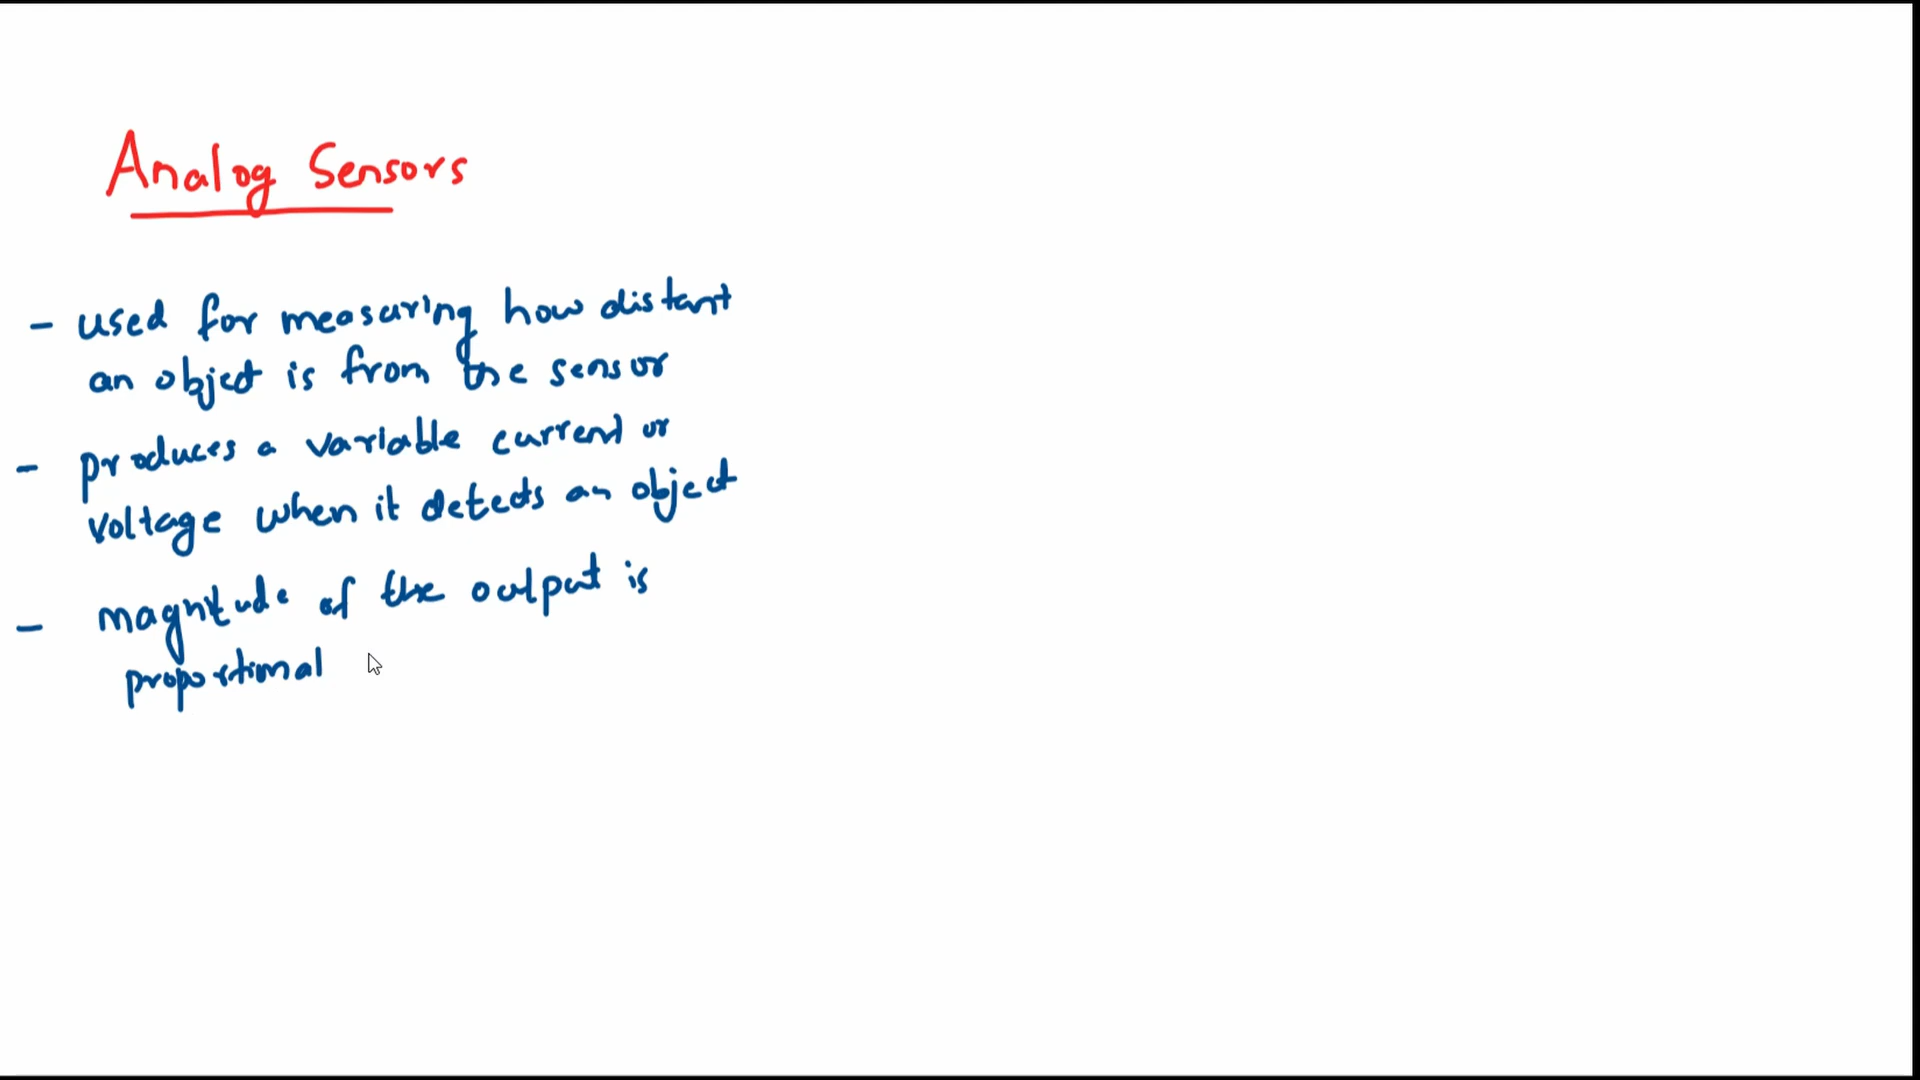 Analog Sensors
- used for measuring how distant
an object is from the sensor
- produces a variable current or
voltage when it detects an object
- magnitude of the output is
proportional